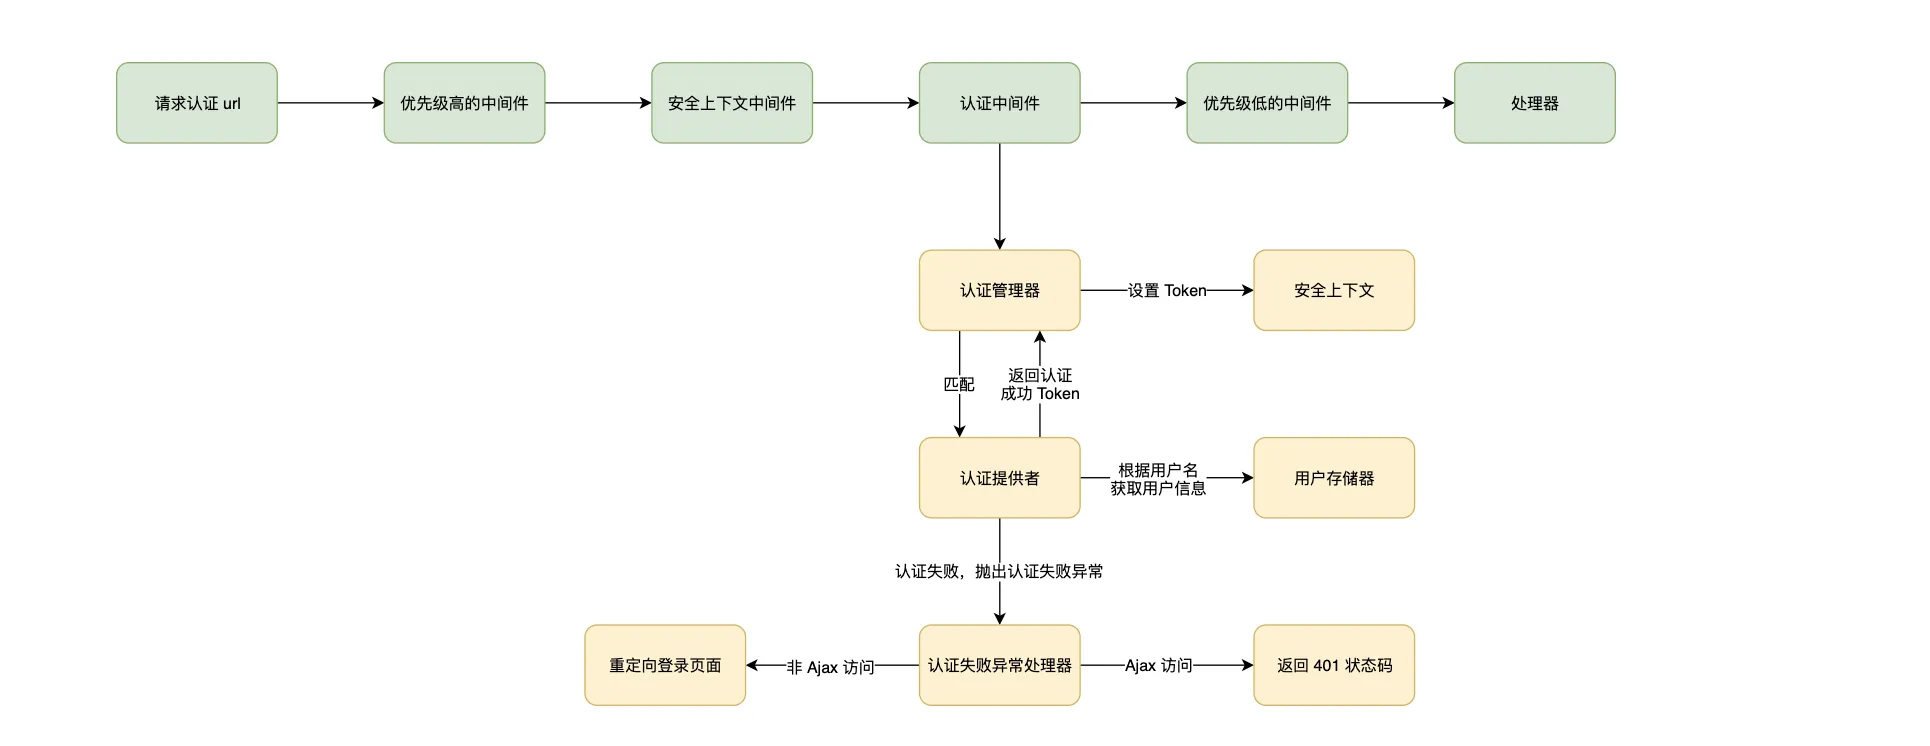 请求认证 url
优先级高的中间件
安全上下文中间件
认证中间件
优先级低的中间件
处理器
认证管理器
设置 Token
安全上下文
匹配
返回认证
成功 Token
认证提供者
根据用户名
获取用户信息
用户存储器
认证失败，抛出认证失败异常
重定向登录页面
非 Ajax 访问
认证失败异常处理器
Ajax 访问
返回 401 状态码